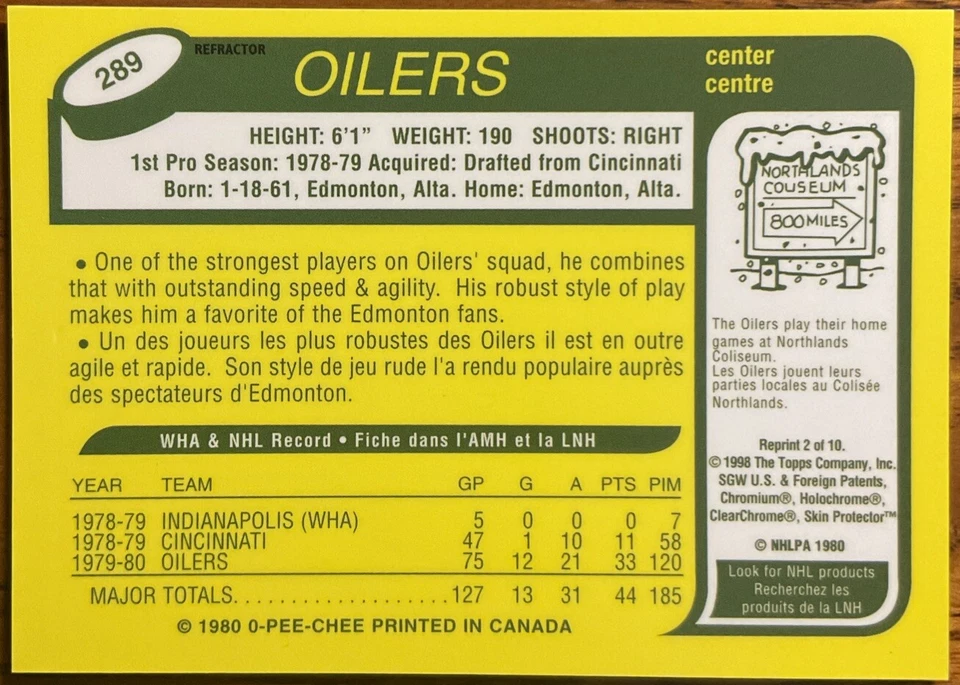 289
REFRACTOR
OILERS
center
centre
HEIGHT: 6'1" WEIGHT: 190 SHOOTS: RIGHT
1st Pro Season: 1978-79 Acquired: Drafted from Cincinnati
Born: 1-18-61, Edmonton, Alta. Home: Edmonton, Alta.
• One of the strongest players on Oilers' squad, he combines
that with outstanding speed & agility. His robust style of play
makes him a favorite of the Edmonton fans.
• Un des joueurs les plus robustes des Oilers il est en outre
agile et rapide. Son style de jeu rude l'a rendu populaire auprès
des spectateurs d'Edmonton.
WHA & NHL Record • Fiche dans l'AMH et la LNH
YEAR TEAM GP G A PTS PIM
1978-79 INDIANAPOLIS (WHA) 5 0 0 0 7
1978-79 CINCINNATI 47 1 10 11 58
1979-80 OILERS 75 12 21 33 120
MAJOR TOTALS. . . . . . . . . . . . . . . . . . . 127 13 31 44 185
© 1980 O-PEE-CHEE PRINTED IN CANADA
NORTHLANDS
COLISEUM
800 MILES
The Oilers play their home
games at Northlands
Coliseum.
Les Oilers jouent leurs
parties locales au Colisée
Northlands.
Reprint 2 of 10.
© 1998 The Topps Company, Inc.
SGW U.S. & Foreign Patents,
Chromium®, Holochrome®,
ClearChrome®, Skin Protector™
© NHLPA 1980
Look for NHL products
Recherchez les
produits de la LNH